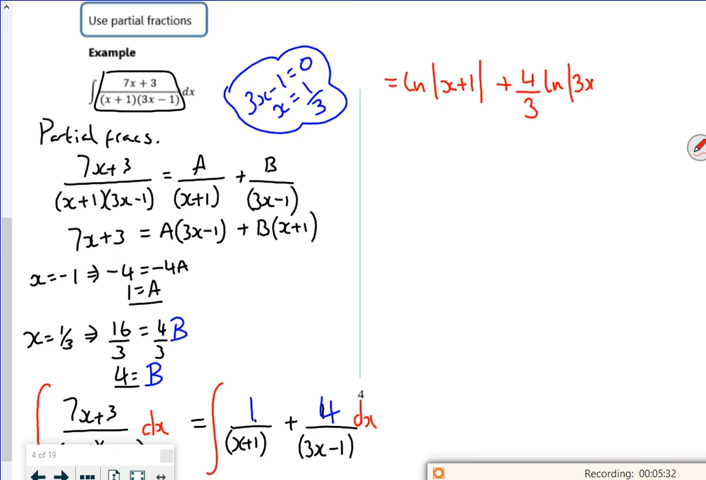 Use partial fractions
Example
∫ 7x + 3 / (x + 1)(3x − 1) dx
3x-1=0
x=1/3
Partial fracs.
7x+3 / (x+1)(3x-1) = A / (x+1) + B / (3x-1)
7x+3 = A(3x-1) + B(x+1)
x=-1 ⇒ -4=-4A
1=A
x=1/3 ⇒ 16/3 = 4/3 B
4=B
∫ 7x+3 dx = ∫ 1 / (x+1) + 4 / (3x-1) dx
4
= ln|x+1| + 4/3 ln|3x
4 of 19
Recording: 00:05:32